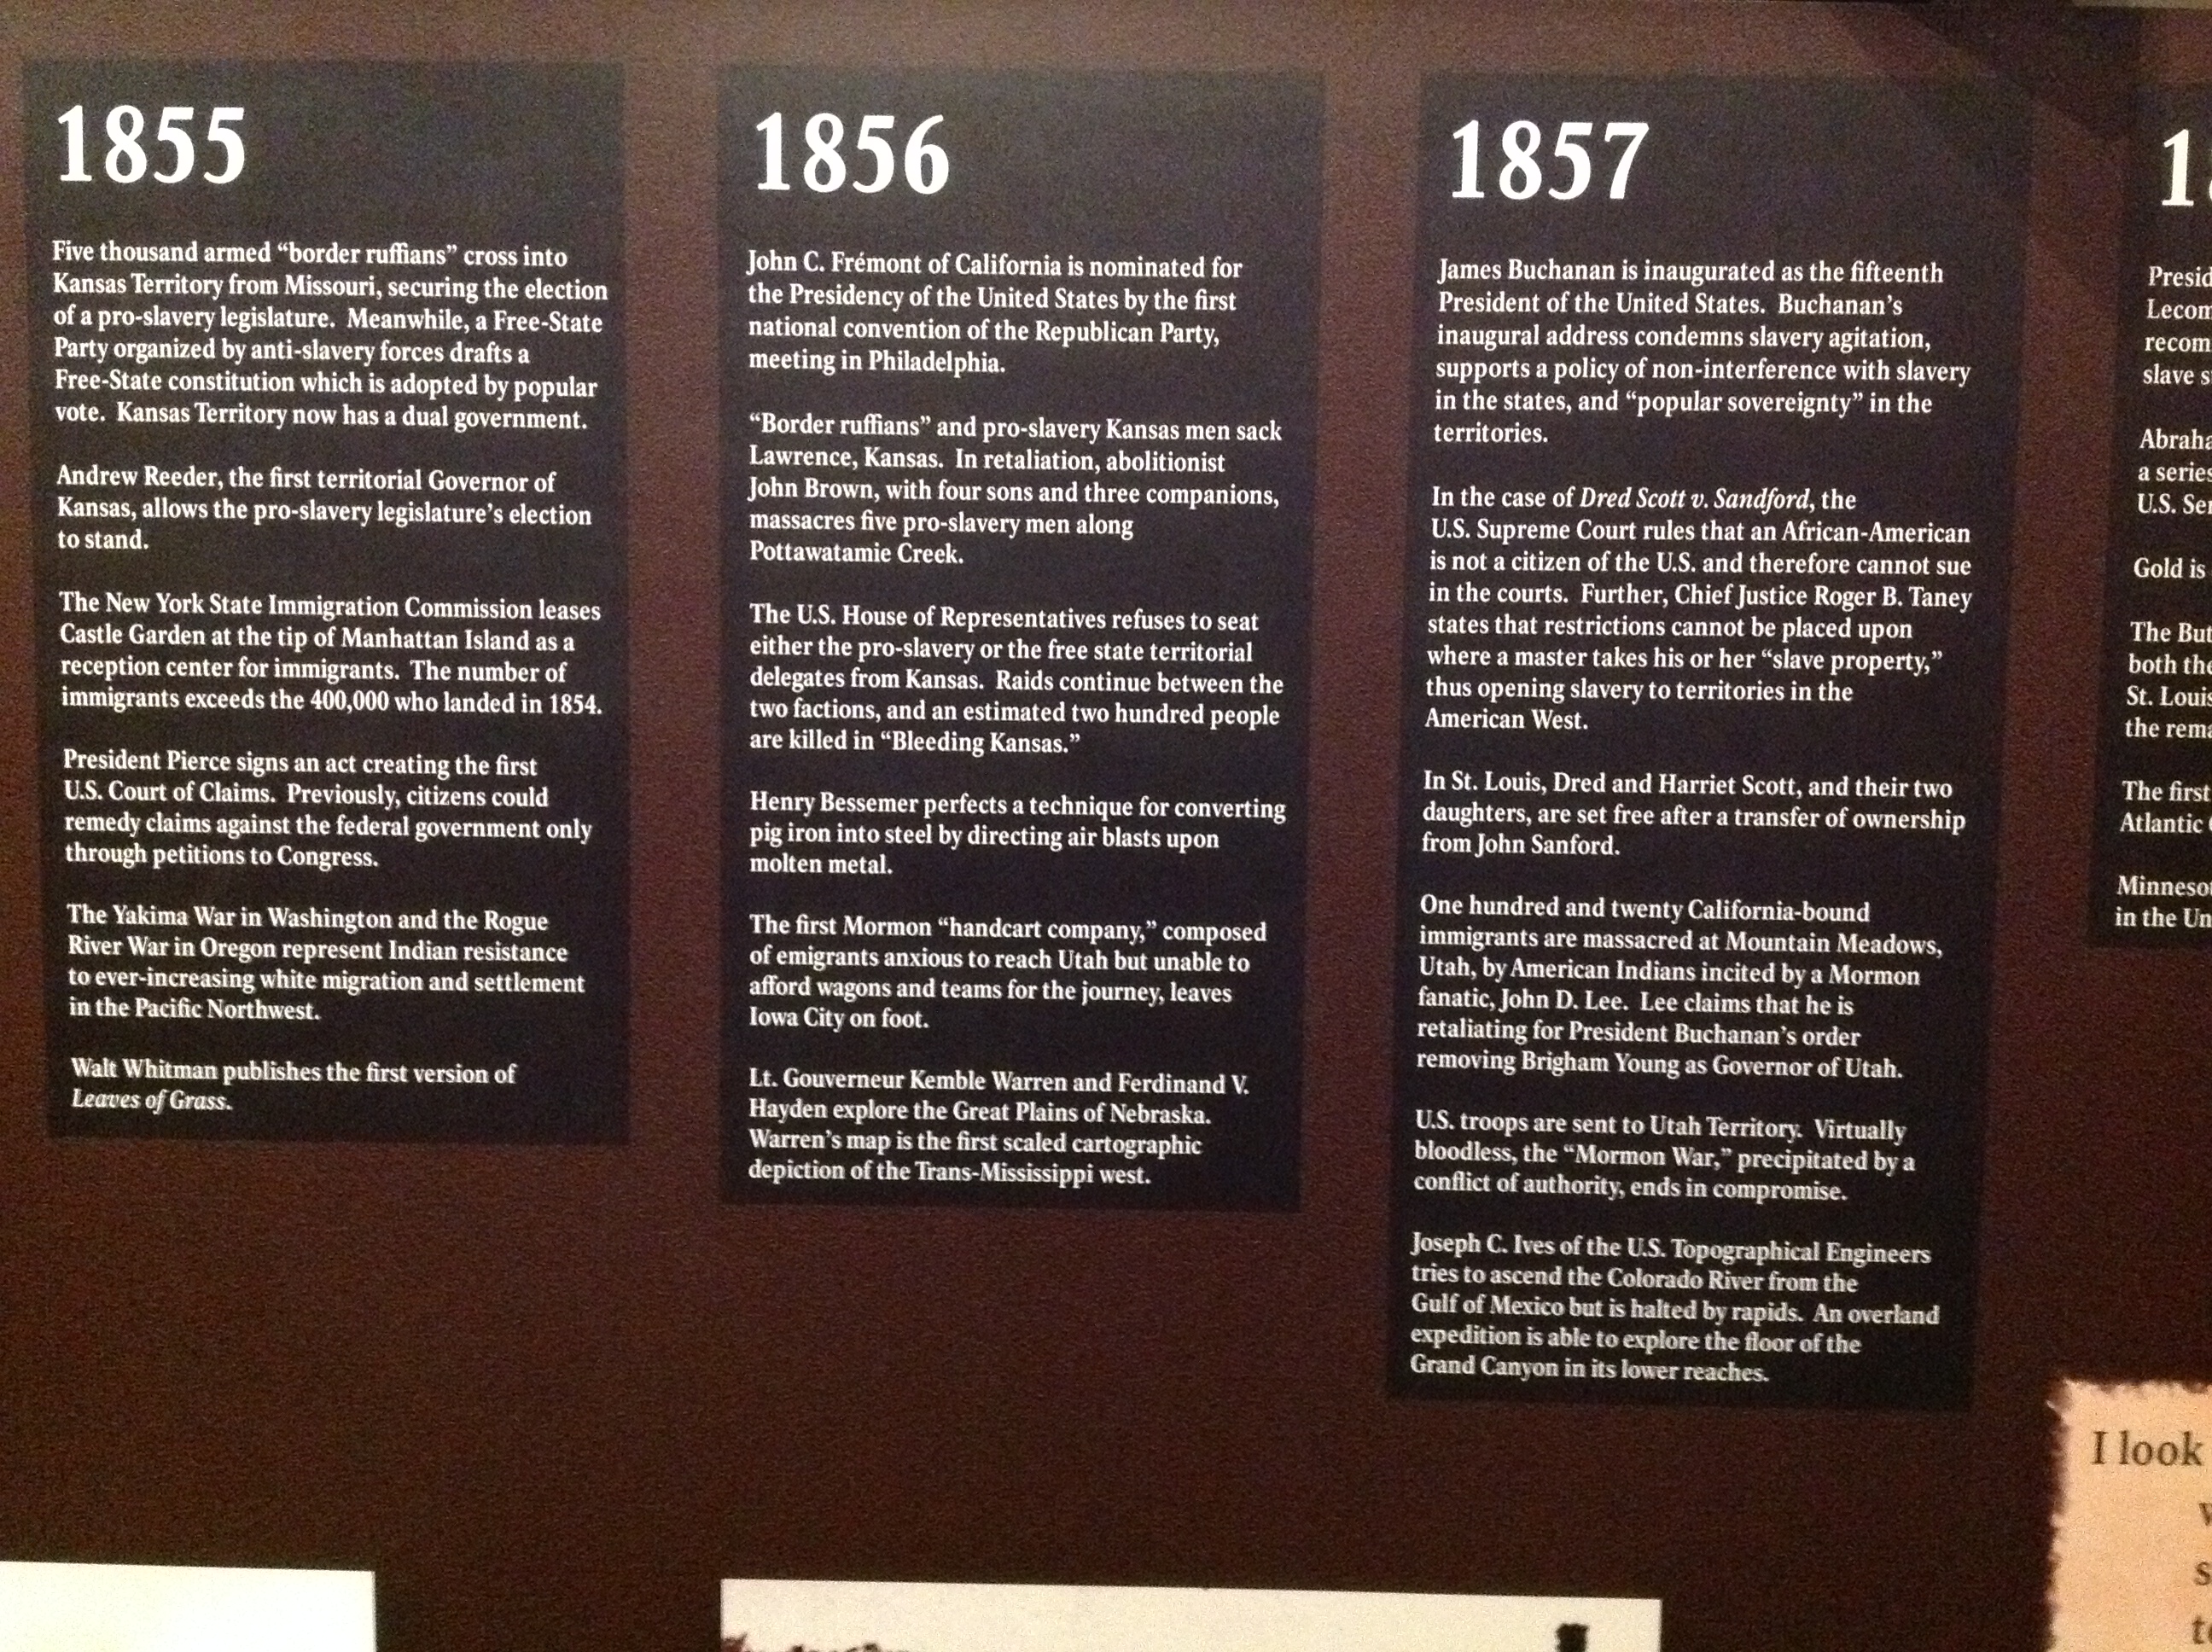 1855
Five thousand armed “border ruffians” cross into
Kansas Territory from Missouri, securing the election
of a pro-slavery legislature. Meanwhile, a Free-State
Party organized by anti-slavery forces drafts a
Free-State constitution which is adopted by popular
vote. Kansas Territory now has a dual government.
Andrew Reeder, the first territorial Governor of
Kansas, allows the pro-slavery legislature’s election
to stand.
The New York State Immigration Commission leases
Castle Garden at the tip of Manhattan Island as a
reception center for immigrants. The number of
immigrants exceeds the 400,000 who landed in 1854.
President Pierce signs an act creating the first
U.S. Court of Claims. Previously, citizens could
remedy claims against the federal government only
through petitions to Congress.
The Yakima War in Washington and the Rogue
River War in Oregon represent Indian resistance
to ever-increasing white migration and settlement
in the Pacific Northwest.
Walt Whitman publishes the first version of
Leaves of Grass.
1856
John C. Frémont of California is nominated for
the Presidency of the United States by the first
national convention of the Republican Party,
meeting in Philadelphia.
“Border ruffians” and pro-slavery Kansas men sack
Lawrence, Kansas. In retaliation, abolitionist
John Brown, with four sons and three companions,
massacres five pro-slavery men along
Pottawatamie Creek.
The U.S. House of Representatives refuses to seat
either the pro-slavery or the free state territorial
delegates from Kansas. Raids continue between the
two factions, and an estimated two hundred people
are killed in “Bleeding Kansas.”
Henry Bessemer perfects a technique for converting
pig iron into steel by directing air blasts upon
molten metal.
The first Mormon “handcart company,” composed
of emigrants anxious to reach Utah but unable to
afford wagons and teams for the journey, leaves
Iowa City on foot.
Lt. Gouverneur Kemble Warren and Ferdinand V.
Hayden explore the Great Plains of Nebraska.
Warren’s map is the first scaled cartographic
depiction of the Trans-Mississippi west.
1857
James Buchanan is inaugurated as the fifteenth
President of the United States. Buchanan’s
inaugural address condemns slavery agitation,
supports a policy of non-interference with slavery
in the states, and “popular sovereignty” in the
territories.
In the case of Dred Scott v. Sandford, the
U.S. Supreme Court rules that an African-American
is not a citizen of the U.S. and therefore cannot sue
in the courts. Further, Chief Justice Roger B. Taney
states that restrictions cannot be placed upon
where a master takes his or her “slave property,”
thus opening slavery to territories in the
American West.
In St. Louis, Dred and Harriet Scott, and their two
daughters, are set free after a transfer of ownership
from John Sanford.
One hundred and twenty California-bound
immigrants are massacred at Mountain Meadows,
Utah, by American Indians incited by a Mormon
fanatic, John D. Lee. Lee claims that he is
retaliating for President Buchanan’s order
removing Brigham Young as Governor of Utah.
U.S. troops are sent to Utah Territory. Virtually
bloodless, the “Mormon War,” precipitated by a
conflict of authority, ends in compromise.
Joseph C. Ives of the U.S. Topographical Engineers
tries to ascend the Colorado River from the
Gulf of Mexico but is halted by rapids. An overland
expedition is able to explore the floor of the
Grand Canyon in its lower reaches.
Presid
Lecom
recom
slave s
Abraha
a series
U.S. Se
Gold is
The But
both the
St. Louis
the rema
The first
Atlantic
Minneso
in the Un
I look